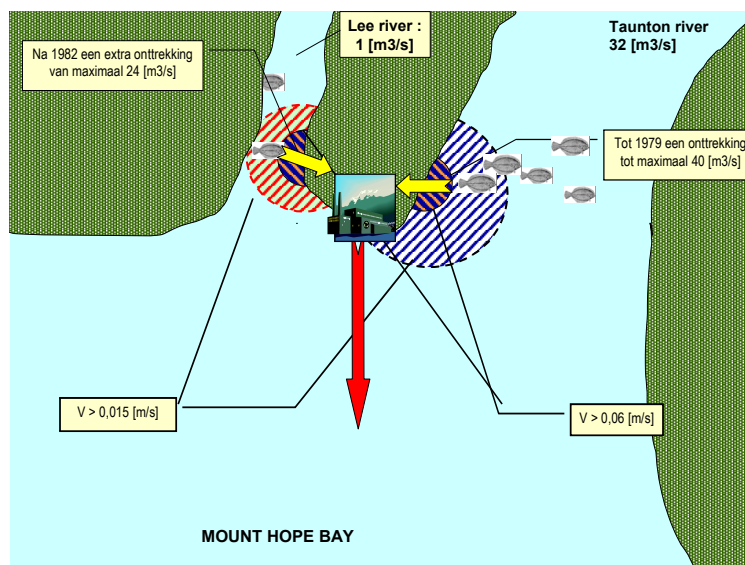 Na 1982 een extra onttrekking
van maximaal 24 [m3/s]
Lee river :
1 [m3/s]
Taunton river
32 [m3/s]
Tot 1979 een onttrekking
tot maximaal 40 [m3/s]
V > 0,015 [m/s]
V > 0,06 [m/s]
MOUNT HOPE BAY